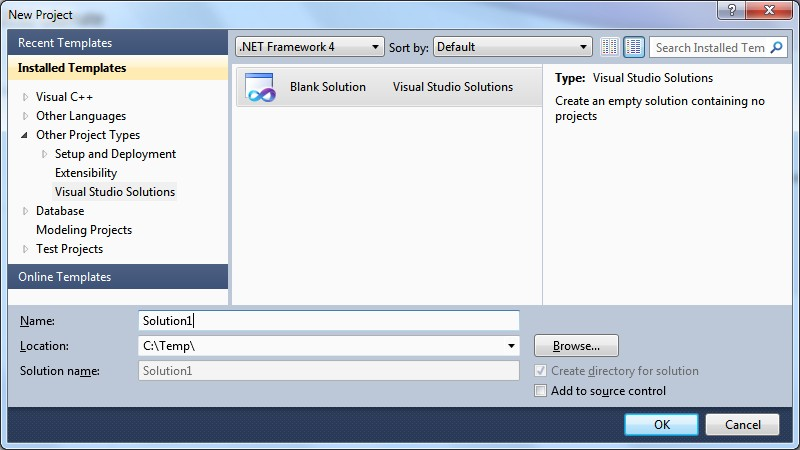 New Project
Recent Templates
Installed Templates
Visual C++
Other Languages
Other Project Types
Setup and Deployment
Extensibility
Visual Studio Solutions
Database
Modeling Projects
Test Projects
Online Templates
.NET Framework 4 Sort by: Default Search Installed Tem
Blank Solution Visual Studio Solutions
Type: Visual Studio Solutions
Create an empty solution containing no
projects
Name: Solution1
Location: C:\Temp\ Browse...
Solution name: Solution1 Create directory for solution
Add to source control
OK Cancel